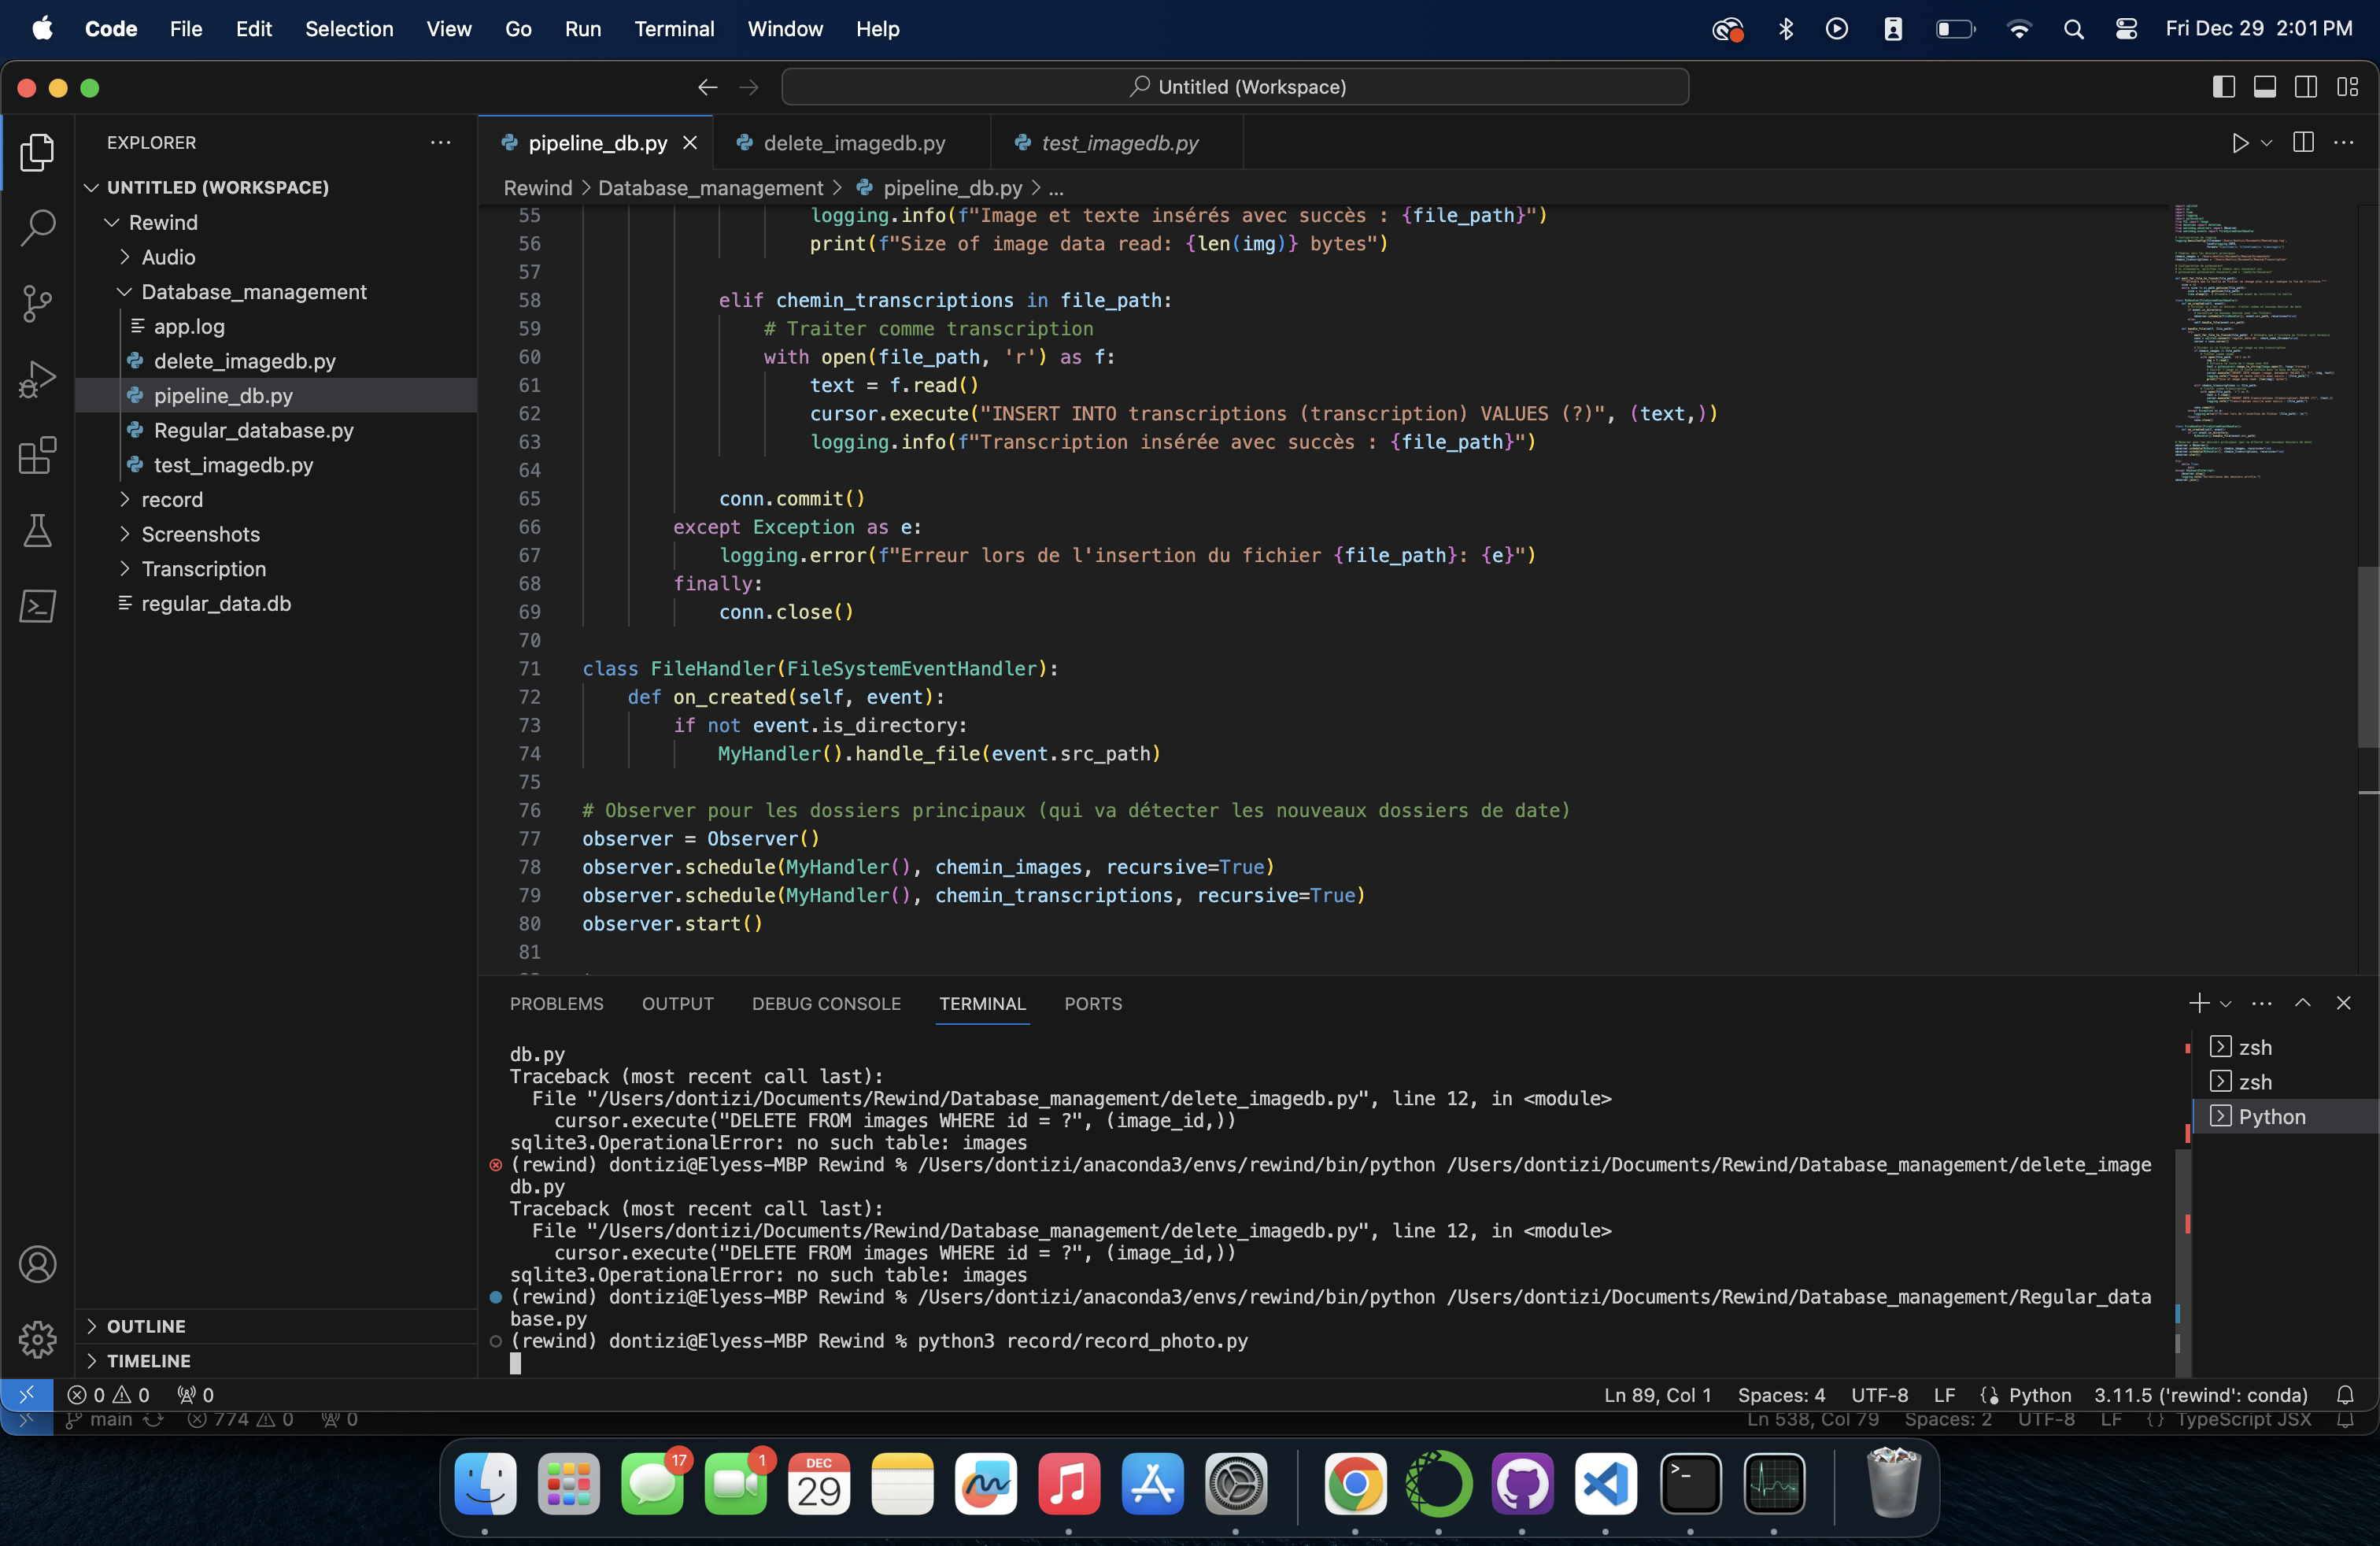 Code File Edit Selection View Go Run Terminal Window Help Fri Dec 29 2:01 PM
Untitled (Workspace)
EXPLORER
UNTITLED (WORKSPACE)
Rewind
Audio
Database_management
app.log
delete_imagedb.py
pipeline_db.py
Regular_database.py
test_imagedb.py
record
Screenshots
Transcription
regular_data.db
OUTLINE
TIMELINE
pipeline_db.py delete_imagedb.py test_imagedb.py
Rewind > Database_management > pipeline_db.py > ...
55 logging.info(f"Image et texte insérés avec succès : {file_path}")
56 print(f"Size of image data read: {len(img)} bytes")
57
58 elif chemin_transcriptions in file_path:
59 # Traiter comme transcription
60 with open(file_path, 'r') as f:
61 text = f.read()
62 cursor.execute("INSERT INTO transcriptions (transcription) VALUES (?)", (text,))
63 logging.info(f"Transcription insérée avec succès : {file_path}")
64
65 conn.commit()
66 except Exception as e:
67 logging.error(f"Erreur lors de l'insertion du fichier {file_path}: {e}")
68 finally:
69 conn.close()
70
71 class FileHandler(FileSystemEventHandler):
72 def on_created(self, event):
73 if not event.is_directory:
74 MyHandler().handle_file(event.src_path)
75
76 # Observer pour les dossiers principaux (qui va détecter les nouveaux dossiers de date)
77 observer = Observer()
78 observer.schedule(MyHandler(), chemin_images, recursive=True)
79 observer.schedule(MyHandler(), chemin_transcriptions, recursive=True)
80 observer.start()
81
PROBLEMS OUTPUT DEBUG CONSOLE TERMINAL PORTS
db.py
Traceback (most recent call last):
File "/Users/dontizi/Documents/Rewind/Database_management/delete_imagedb.py", line 12, in <module>
cursor.execute("DELETE FROM images WHERE id = ?", (image_id,))
sqlite3.OperationalError: no such table: images
(rewind) dontizi@Elyess-MBP Rewind % /Users/dontizi/anaconda3/envs/rewind/bin/python /Users/dontizi/Documents/Rewind/Database_management/delete_image
db.py
Traceback (most recent call last):
File "/Users/dontizi/Documents/Rewind/Database_management/delete_imagedb.py", line 12, in <module>
cursor.execute("DELETE FROM images WHERE id = ?", (image_id,))
sqlite3.OperationalError: no such table: images
(rewind) dontizi@Elyess-MBP Rewind % /Users/dontizi/anaconda3/envs/rewind/bin/python /Users/dontizi/Documents/Rewind/Database_management/Regular_data
base.py
(rewind) dontizi@Elyess-MBP Rewind % python3 record/record_photo.py
zsh
zsh
Python
0 0 0 Ln 89, Col 1 Spaces: 4 UTF-8 LF Python 3.11.5 ('rewind': conda)
main 774 0 0 Ln 538, Col 79 Spaces: 2 UTF-8 LF {} TypeScript JSX
17 1 DEC 29